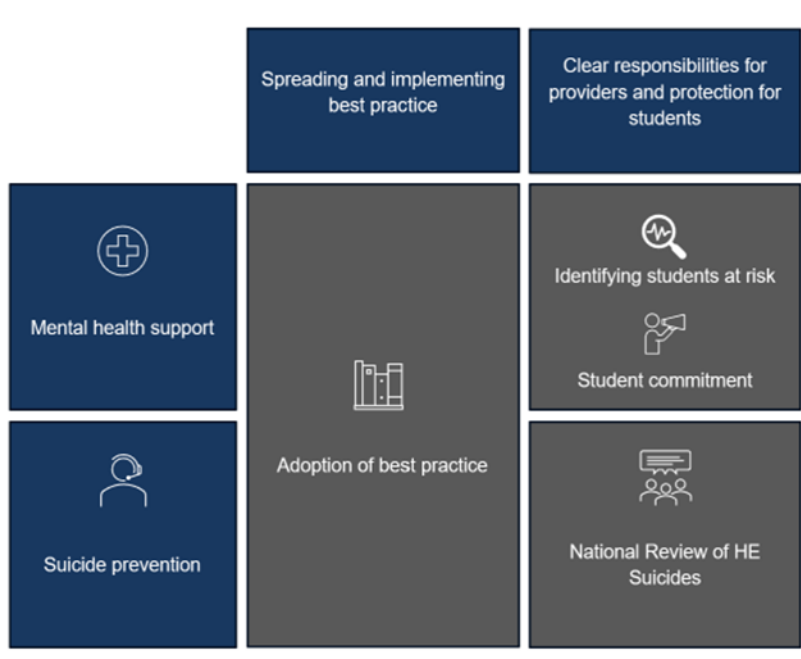 Spreading and implementing
best practice
Clear responsibilities for
providers and protection for
students
Mental health support
Adoption of best practice
Identifying students at risk
Student commitment
Suicide prevention
National Review of HE
Suicides